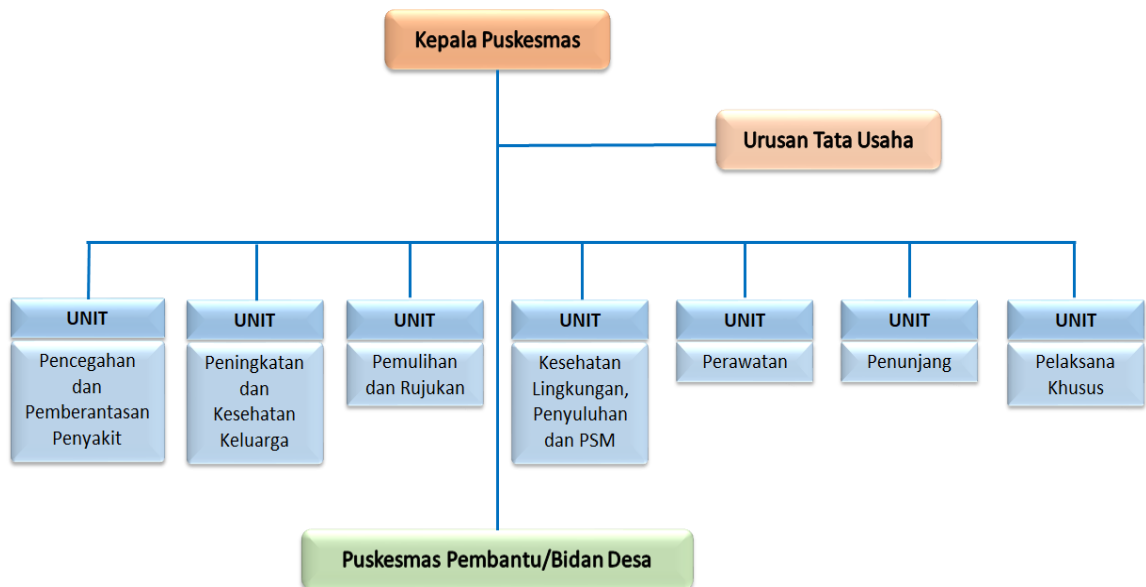 Kepala Puskesmas
Urusan Tata Usaha
UNIT
Pencegahan
dan
Pemberantasan
Penyakit
UNIT
Peningkatan
dan
Kesehatan
Keluarga
UNIT
Pemulihan
dan Rujukan
UNIT
Kesehatan
Lingkungan,
Penyuluhan
dan PSM
UNIT
Perawatan
UNIT
Penunjang
UNIT
Pelaksana
Khusus
Puskesmas Pembantu/Bidan Desa